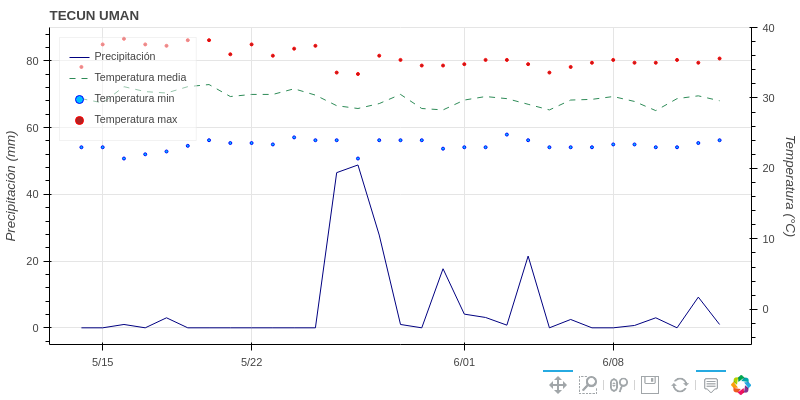 TECUN UMAN
Precipitación
Temperatura media
Temperatura min
Temperatura max
Precipitación (mm)
80
60
40
20
0
Temperatura (°C)
40
30
20
10
0
5/15
5/22
6/01
6/08